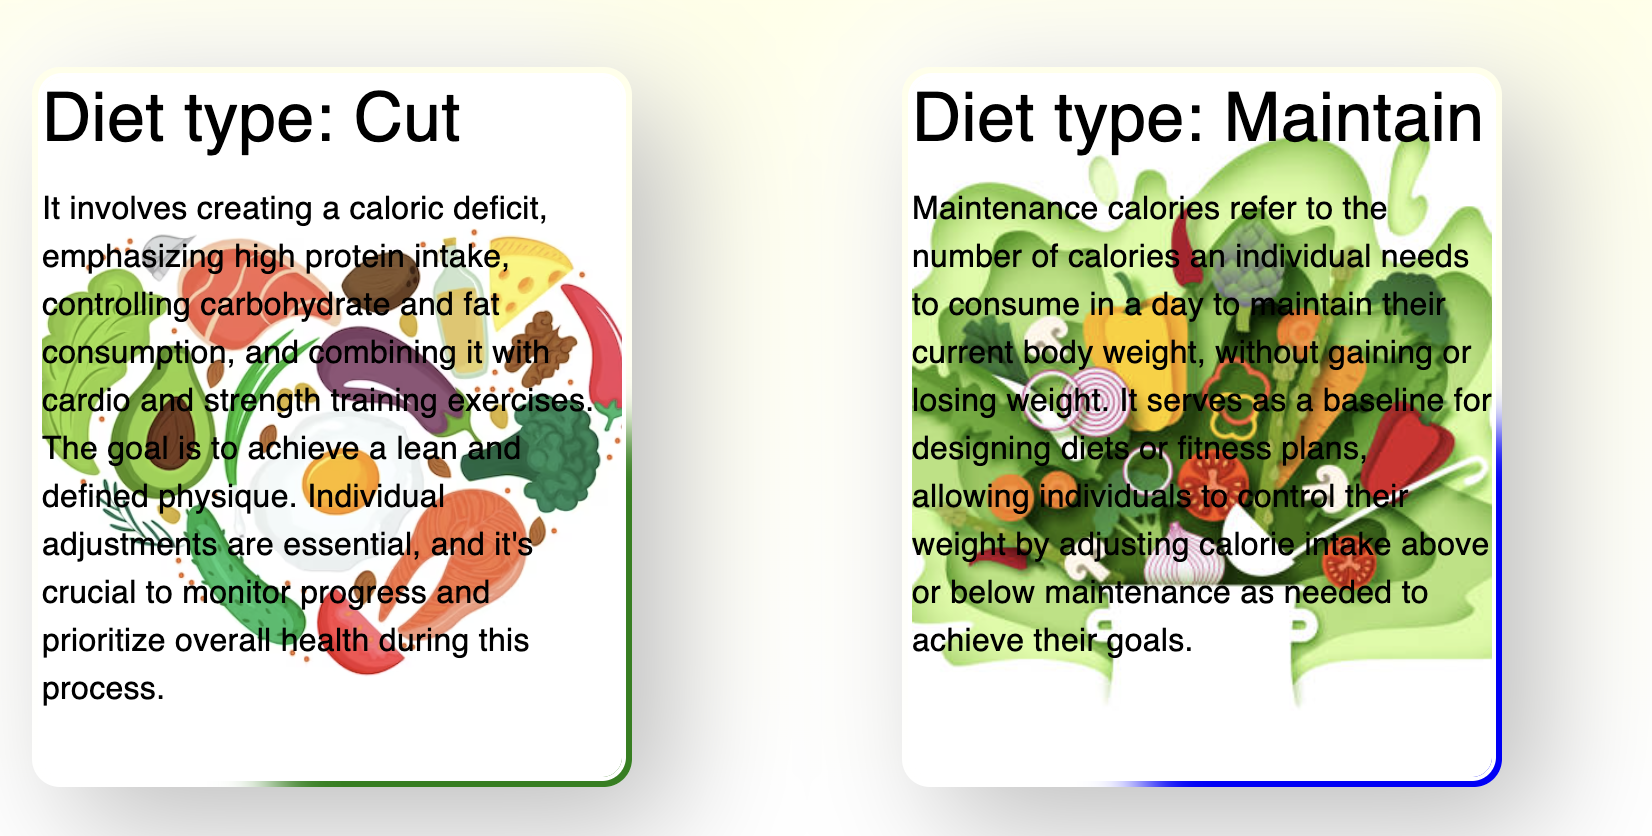 Diet type: Cut
It involves creating a caloric deficit,
emphasizing high protein intake,
controlling carbohydrate and fat
consumption, and combining it with
cardio and strength training exercises.
The goal is to achieve a lean and
defined physique. Individual
adjustments are essential, and it's
crucial to monitor progress and
prioritize overall health during this
process.
Diet type: Maintain
Maintenance calories refer to the
number of calories an individual needs
to consume in a day to maintain their
current body weight, without gaining or
losing weight. It serves as a baseline for
designing diets or fitness plans,
allowing individuals to control their
weight by adjusting calorie intake above
or below maintenance as needed to
achieve their goals.